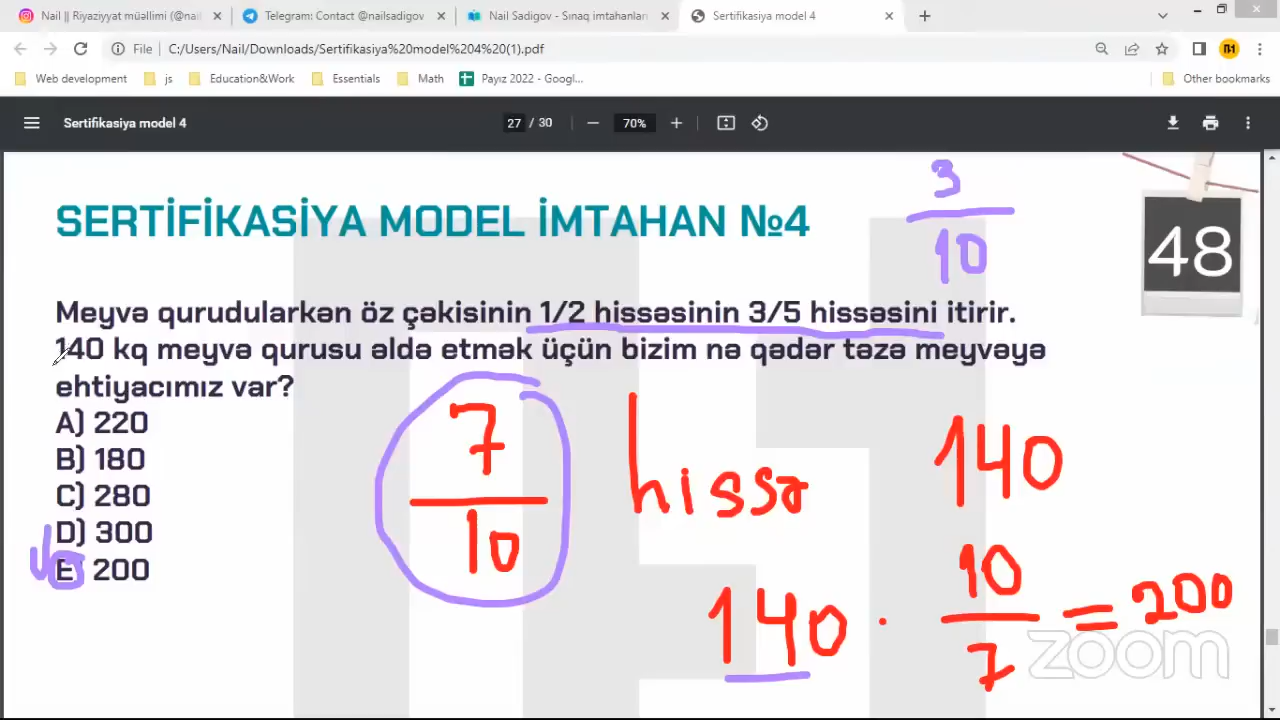 Nail || Riyaziyyat müəllimi (@nail
Telegram: Contact @nailsadigov
Nail Sadigov - Sınaq imtahanları
Sertifikasiya model 4
File
C:/Users/Nail/Downloads/Sertifikasiya%20model%204%20(1).pdf
Web development
js
Education&Work
Essentials
Math
Payız 2022 - Googl...
Other bookmarks
Sertifikasiya model 4
27 / 30
70%
3
10
SERTİFİKASİYA MODEL İMTAHAN №4
48
Meyvə qurudularkən öz çəkisinin 1/2 hissəsinin 3/5 hissəsini itirir.
140 kq meyvə qurusu əldə etmək üçün bizim nə qədər təzə meyvəyə
ehtiyacımız var?
A) 220
B) 180
C) 280
D) 300
E) 200
7
10
hissə
140
140 · 10/7 = 200
zoom